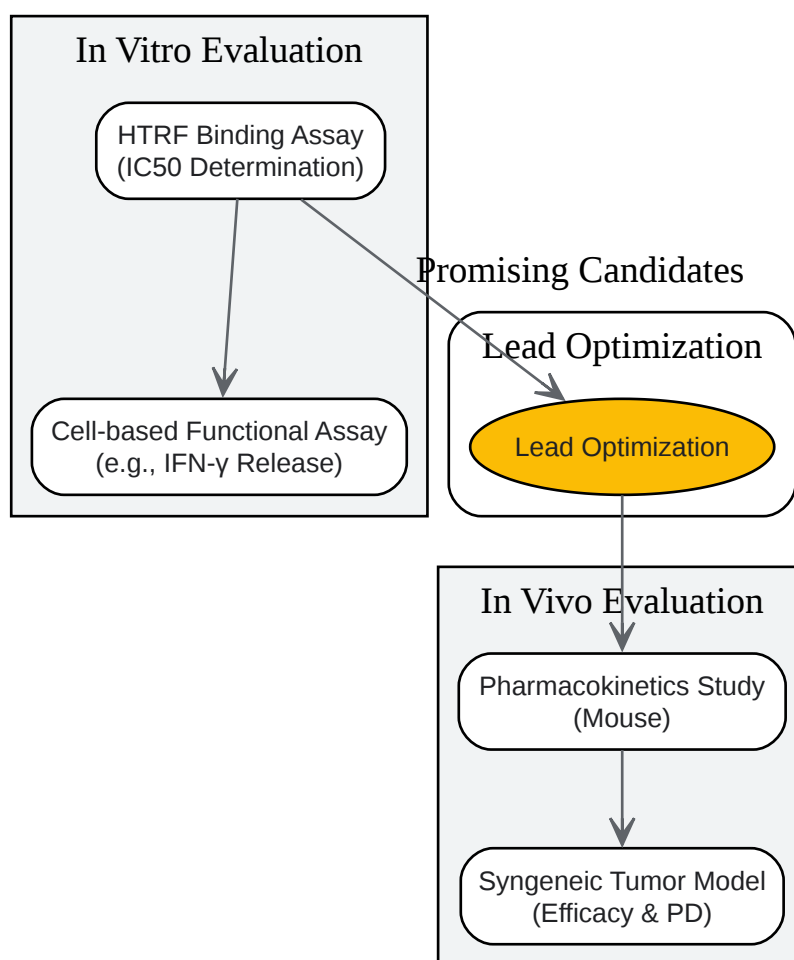 In Vitro Evaluation
HTRF Binding Assay
(IC50 Determination)
Promising Candidates
Lead Optimization
Cell-based Functional Assay
(e.g., IFN-γ Release)
Lead Optimization
In Vivo Evaluation
Pharmacokinetics Study
(Mouse)
Syngeneic Tumor Model
(Efficacy & PD)